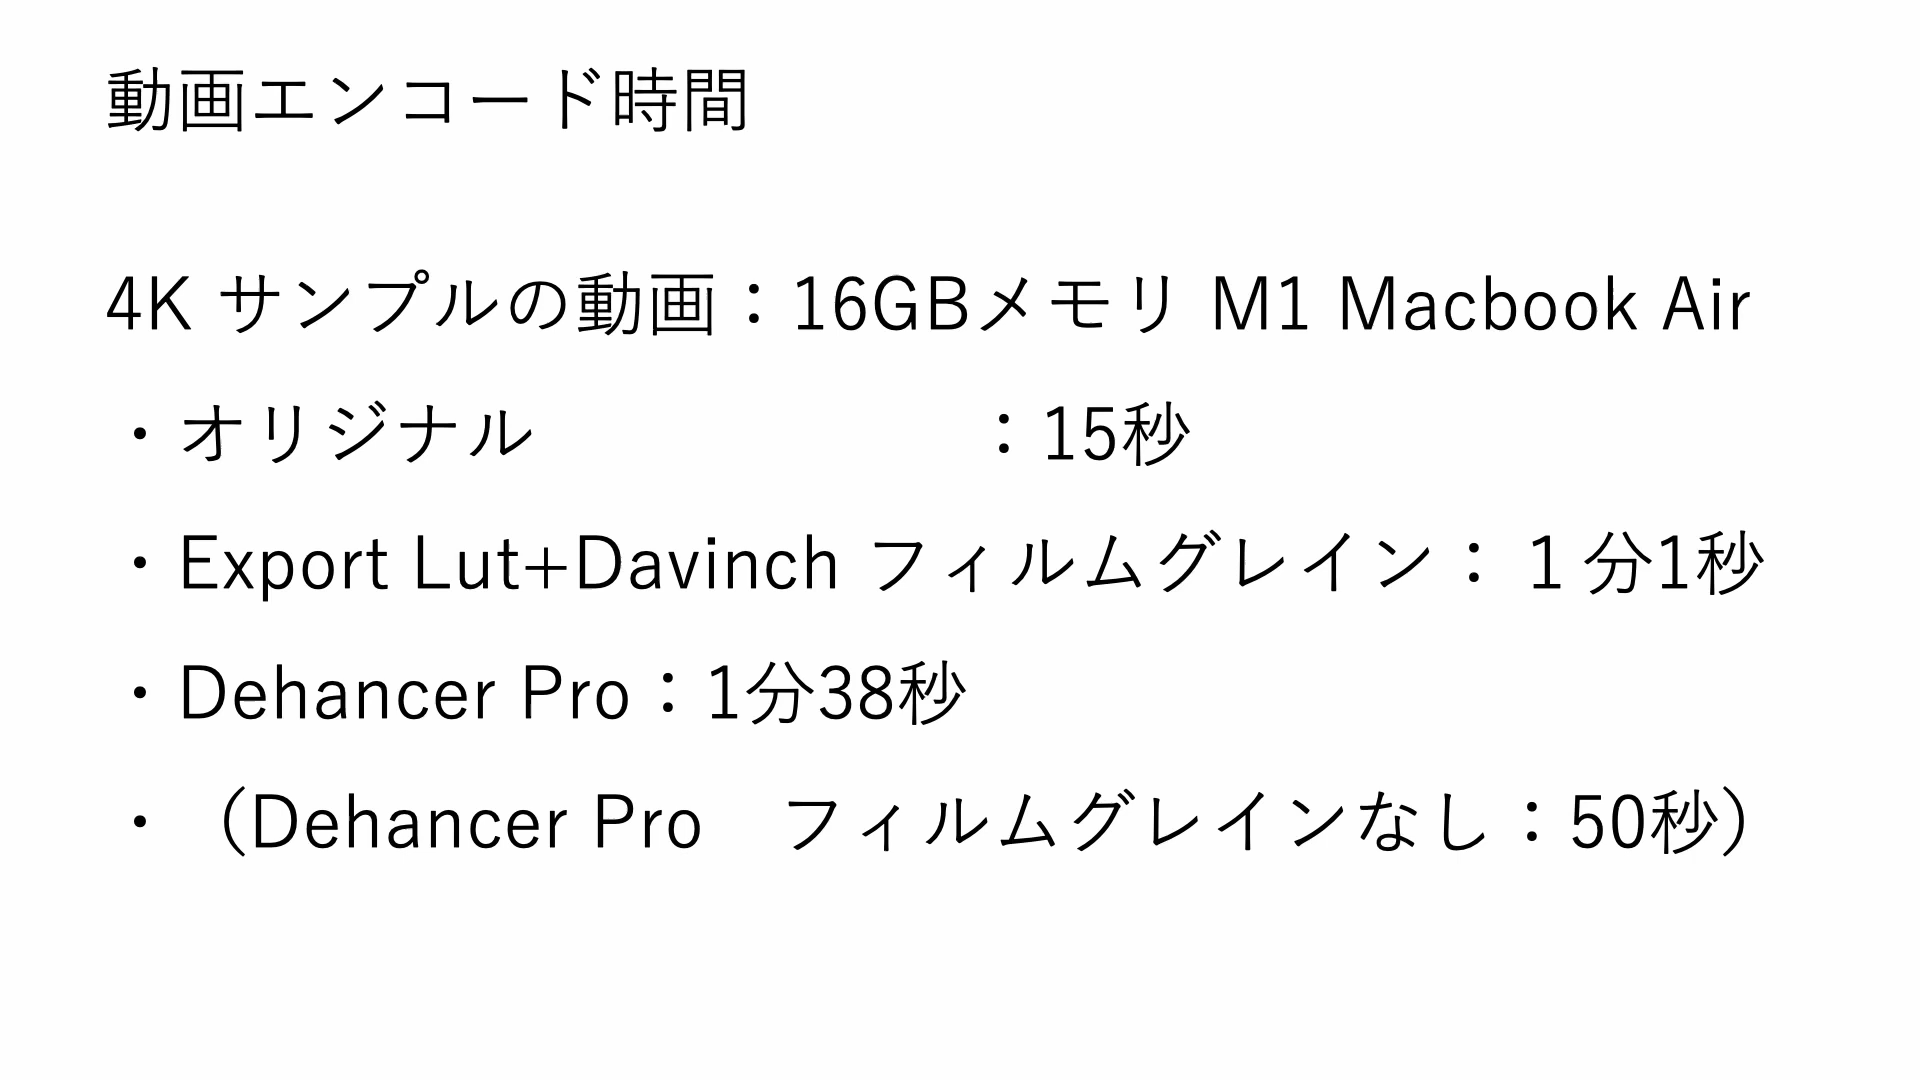 動画エンコード時間
4K サンプルの動画：16GBメモリ M1 Macbook Air
・オリジナル　　　　　　：15秒
・Export Lut+Davinch フィルムグレイン：１分1秒
・Dehancer Pro：1分38秒
・（Dehancer Pro　フィルムグレインなし：50秒）